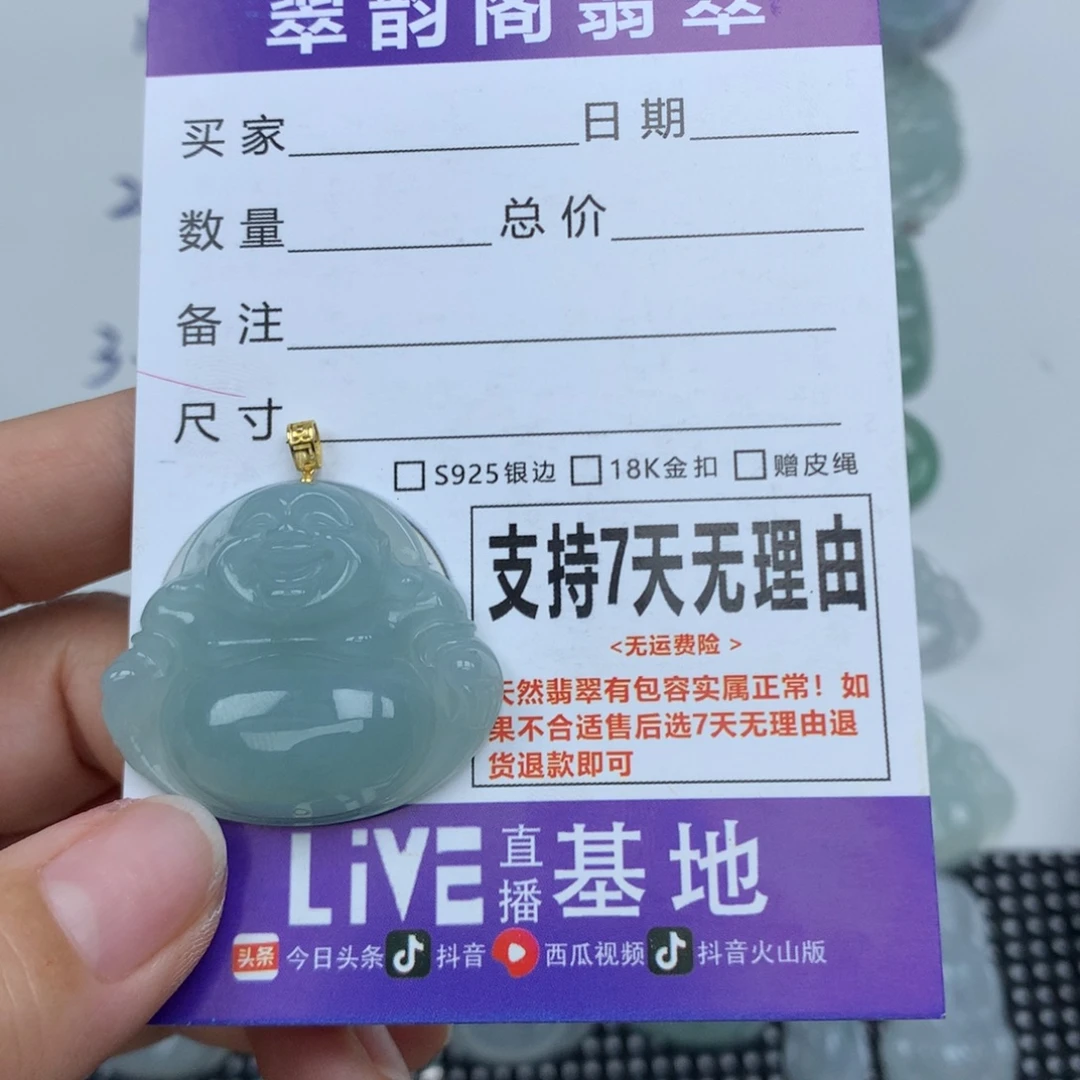 翠韵阁翡翠
买家 日期
数量 总价
备注
尺寸
S925银边 18K金扣 赠皮绳
支持7天无理由
<无运费险>
天然翡翠有包容实属正常！如
果不合适售后选7天无理由退
货退款即可
LiVE 直播 基地
头条 今日头条 抖音 西瓜视频 抖音火山版